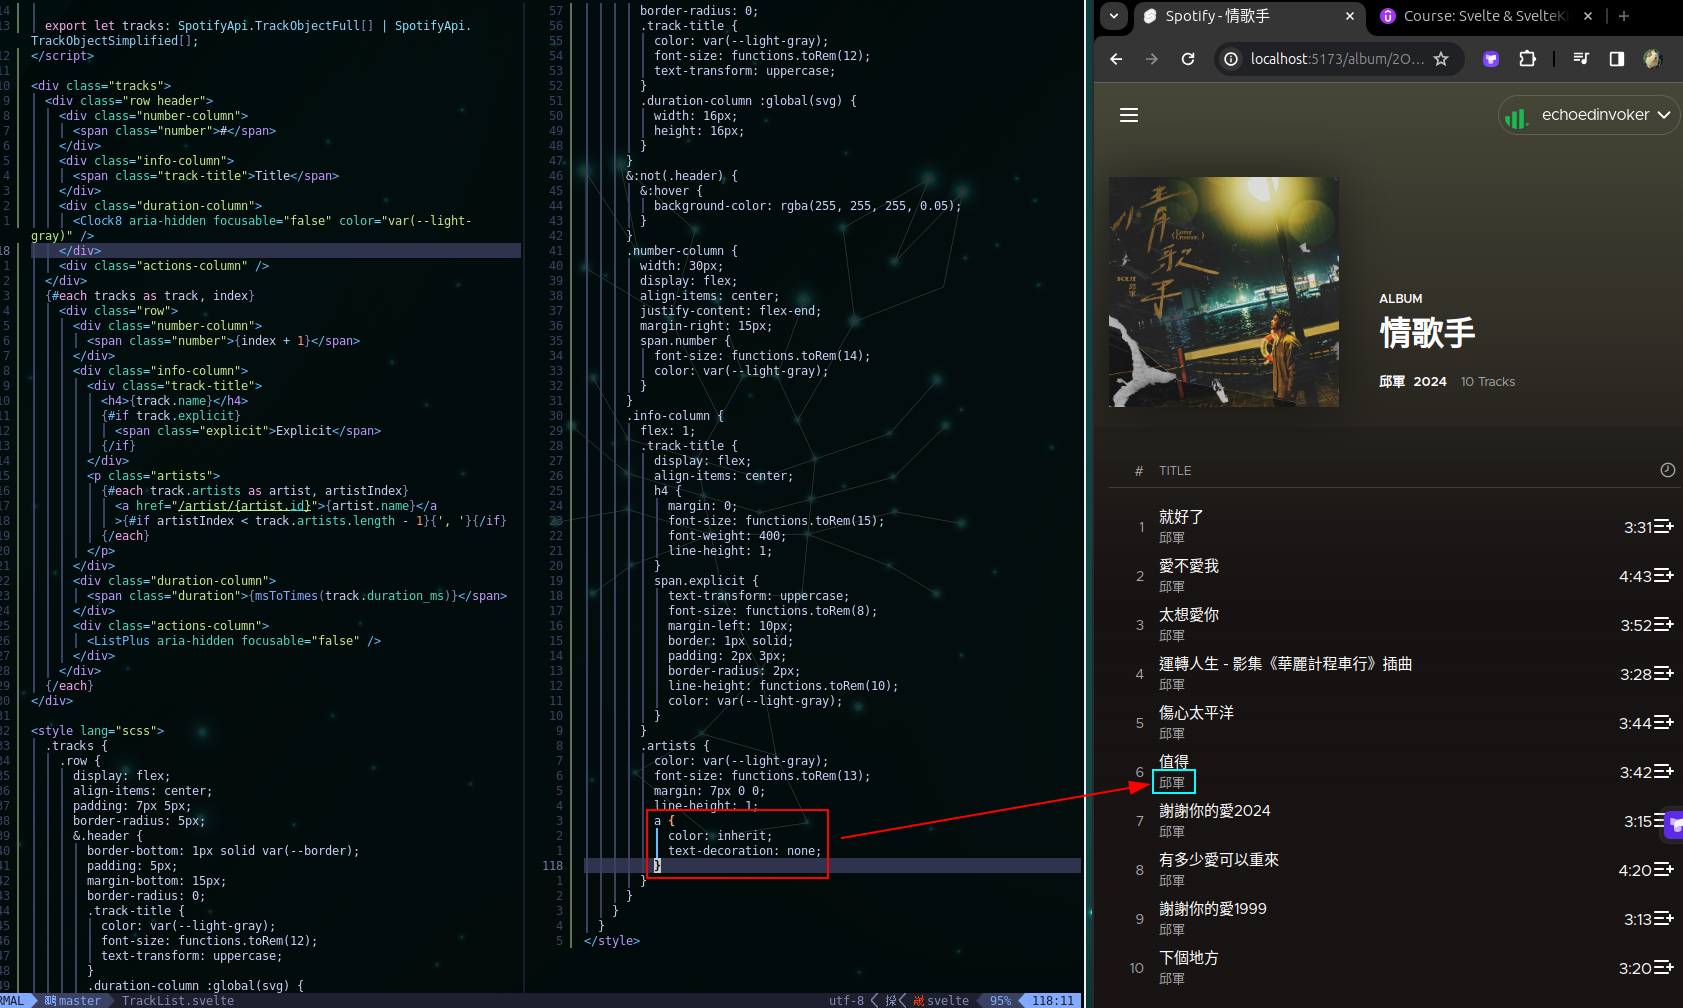 14
13 export let tracks: SpotifyApi.TrackObjectFull[] | SpotifyApi.
TrackObjectSimplified[];
12 </script>
11
10 <div class="tracks">
9 <div class="row header">
8 <div class="number-column">
7 <span class="number">#</span>
6 </div>
5 <div class="info-column">
4 <span class="track-title">Title</span>
3 </div>
2 <div class="duration-column">
1 <Clock8 aria-hidden focusable="false" color="var(--light-
gray)" />
18 </div>
1 <div class="actions-column" />
2 </div>
3 {#each tracks as track, index}
4 <div class="row">
5 <div class="number-column">
6 <span class="number">{index + 1}</span>
7 </div>
8 <div class="info-column">
9 <div class="track-title">
10 <h4>{track.name}</h4>
11 {#if track.explicit}
12 <span class="explicit">Explicit</span>
13 {/if}
14 </div>
15 <p class="artists">
16 {#each track.artists as artist, artistIndex}
17 <a href="/artist/{artist.id}">{artist.name}</a
18 >{#if artistIndex < track.artists.length - 1}{', '}{/if}
19 {/each}
20 </p>
21 </div>
22 <div class="duration-column">
23 <span class="duration">{msToTimes(track.duration_ms)}</span>
24 </div>
25 <div class="actions-column">
26 <ListPlus aria-hidden focusable="false" />
27 </div>
28 </div>
29 {/each}
30 </div>
31
32 <style lang="scss">
33 .tracks {
34 .row {
35 display: flex;
36 align-items: center;
37 padding: 7px 5px;
38 border-radius: 5px;
39 &.header {
40 border-bottom: 1px solid var(--border);
41 padding: 5px;
42 margin-bottom: 15px;
43 border-radius: 0;
44 .track-title {
45 color: var(--light-gray);
46 font-size: functions.toRem(12);
47 text-transform: uppercase;
48 }
49 .duration-column :global(svg) {
57 border-radius: 0;
56 .track-title {
55 color: var(--light-gray);
54 font-size: functions.toRem(12);
53 text-transform: uppercase;
52 }
51 .duration-column :global(svg) {
50 width: 16px;
49 height: 16px;
48 }
47 }
46 &:not(.header) {
45 &:hover {
44 background-color: rgba(255, 255, 255, 0.05);
43 }
42 }
41 .number-column {
40 width: 30px;
39 display: flex;
38 align-items: center;
37 justify-content: flex-end;
36 margin-right: 15px;
35 span.number {
34 font-size: functions.toRem(14);
33 color: var(--light-gray);
32 }
31 }
30 .info-column {
29 flex: 1;
28 .track-title {
27 display: flex;
26 align-items: center;
25 h4 {
24 margin: 0;
23 font-size: functions.toRem(15);
22 font-weight: 400;
21 line-height: 1;
20 }
19 span.explicit {
18 text-transform: uppercase;
17 font-size: functions.toRem(8);
16 margin-left: 10px;
15 border: 1px solid;
14 padding: 2px 3px;
13 border-radius: 2px;
12 line-height: functions.toRem(10);
11 color: var(--light-gray);
10 }
9 }
8 .artists {
7 color: var(--light-gray);
6 font-size: functions.toRem(13);
5 margin: 7px 0 0;
4 line-height: 1;
3 a {
2 color: inherit;
1 text-decoration: none;
118 }
1 }
2 }
3 }
4 }
5 </style>
RMAL master TrackList.svelte utf-8 svelte 95% 118:11
Spotify - 情歌手
Course: Svelte & SvelteKi
localhost:5173/album/2O...
echoedinvoker
情歌手
(Lover Crooner.)
邱軍
ALBUM
情歌手
邱軍 2024 10 Tracks
# TITLE
1 就好了 3:31
邱軍
2 愛不愛我 4:43
邱軍
3 太想愛你 3:52
邱軍
4 運轉人生 - 影集《華麗計程車行》插曲 3:28
邱軍
5 傷心太平洋 3:44
邱軍
6 值得 3:42
邱軍
7 謝謝你的愛2024 3:15
邱軍
8 有多少愛可以重來 4:20
邱軍
9 謝謝你的愛1999 3:13
邱軍
10 下個地方 3:20
邱軍